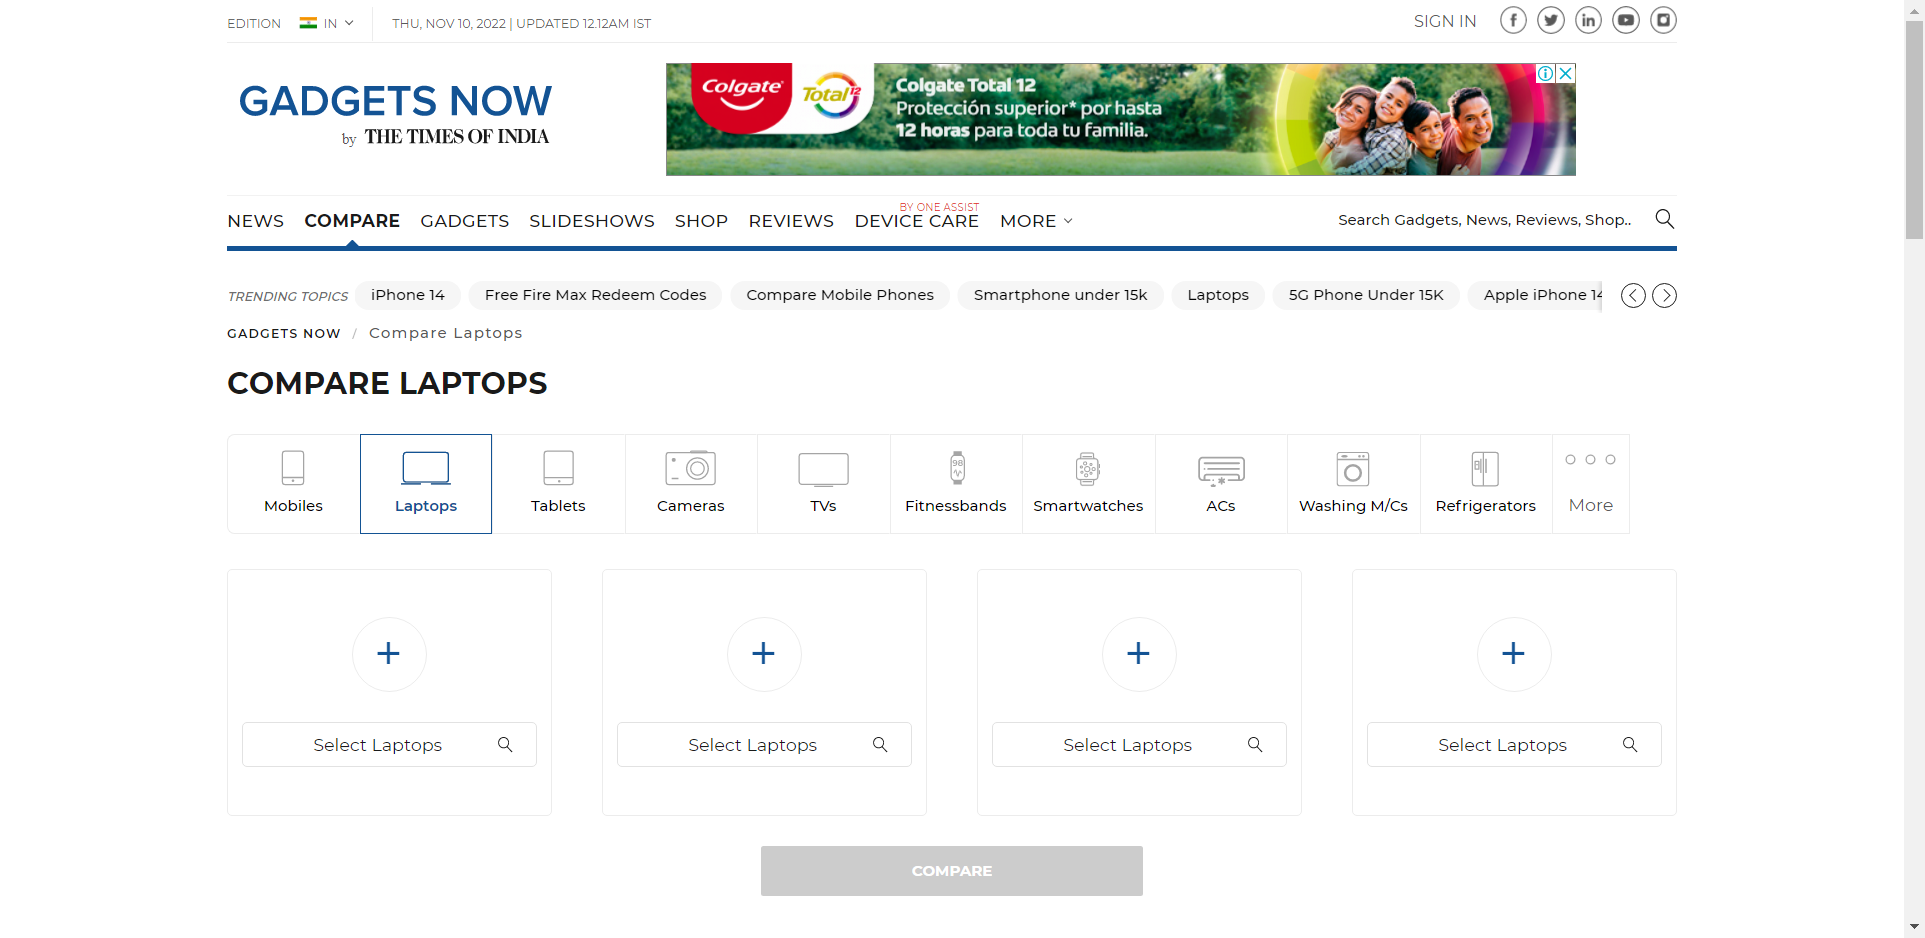 EDITION IN THU, NOV 10, 2022 | UPDATED 12.12AM IST SIGN IN
GADGETS NOW
by THE TIMES OF INDIA
Colgate Total 12 Colgate Total 12
Protección superior* por hasta
12 horas para toda tu familia.
BY ONE ASSIST
NEWS COMPARE GADGETS SLIDESHOWS SHOP REVIEWS DEVICE CARE MORE Search Gadgets, News, Reviews, Shop..
TRENDING TOPICS iPhone 14 Free Fire Max Redeem Codes Compare Mobile Phones Smartphone under 15k Laptops 5G Phone Under 15K Apple iPhone 14
GADGETS NOW / Compare Laptops
COMPARE LAPTOPS
98
Mobiles Laptops Tablets Cameras TVs Fitnessbands Smartwatches ACs Washing M/Cs Refrigerators More
Select Laptops Select Laptops Select Laptops Select Laptops
COMPARE